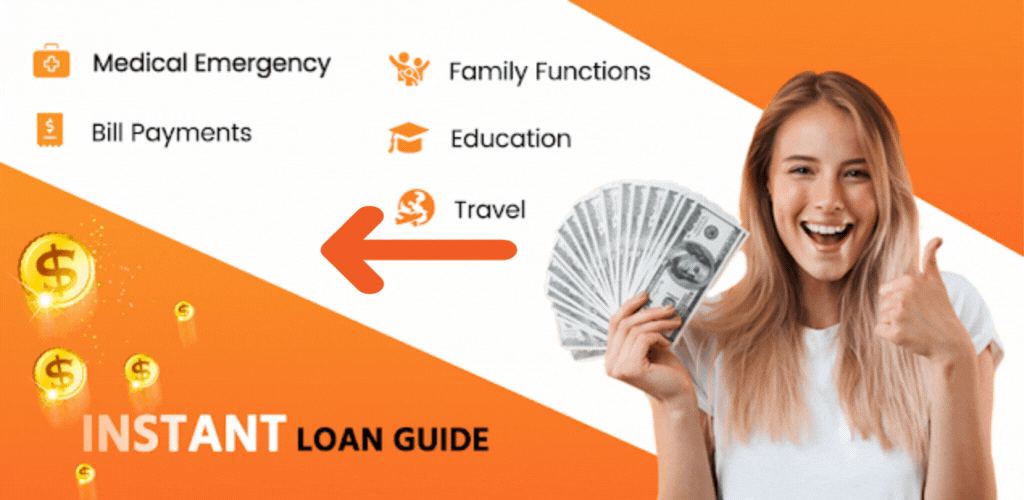 Medical Emergency
Bill Payments
Family Functions
Education
Travel
INSTANT LOAN GUIDE